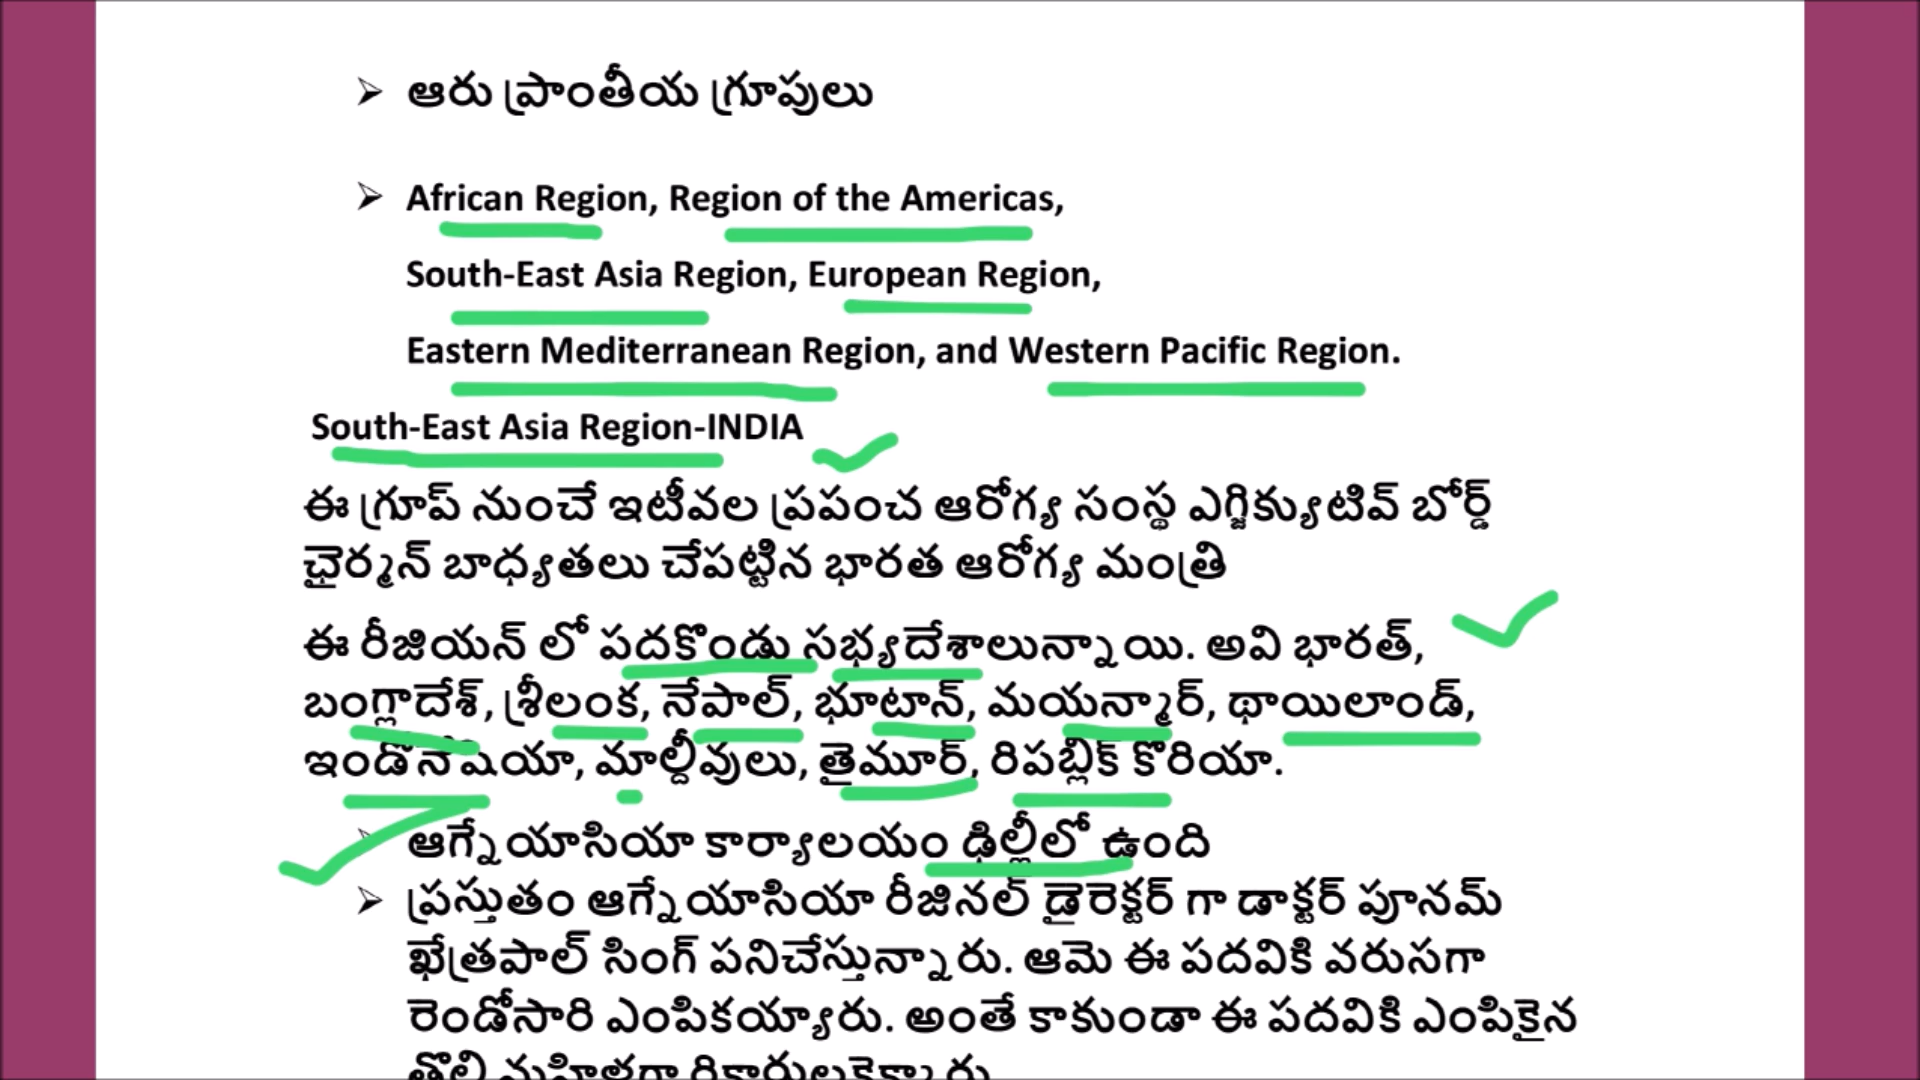 ఆరు ప్రాంతీయ గ్రూపులు
African Region, Region of the Americas,
South-East Asia Region, European Region,
Eastern Mediterranean Region, and Western Pacific Region.
South-East Asia Region-INDIA
ఈ గ్రూప్ నుంచే ఇటీవల ప్రపంచ ఆరోగ్య సంస్థ ఎగ్జిక్యుటివ్ బోర్డ్
ఛైర్మన్ బాధ్యతలు చేపట్టిన భారత ఆరోగ్య మంత్రి
ఈ రీజియన్ లో పదకొండు సభ్యదేశాలున్నాయి. అవి భారత్,
బంగ్లాదేశ్, శ్రీలంక, నేపాల్, భూటాన్, మయన్మార్, థాయిలాండ్,
ఇండోనేషియా, మాల్దీవులు, తైమూర్, రిపబ్లిక్ కొరియా.
ఆగ్నేయాసియా కార్యాలయం ఢిల్లీలో ఉంది
ప్రస్తుతం ఆగ్నేయాసియా రీజినల్ డైరెక్టర్ గా డాక్టర్ పూనమ్
ఖేత్రపాల్ సింగ్ పనిచేస్తున్నారు. ఆమె ఈ పదవికి వరుసగా
రెండోసారి ఎంపికయ్యారు. అంతే కాకుండా ఈ పదవికి ఎంపికైన
తొలి మహిళగా రికార్డులకెక్కారు